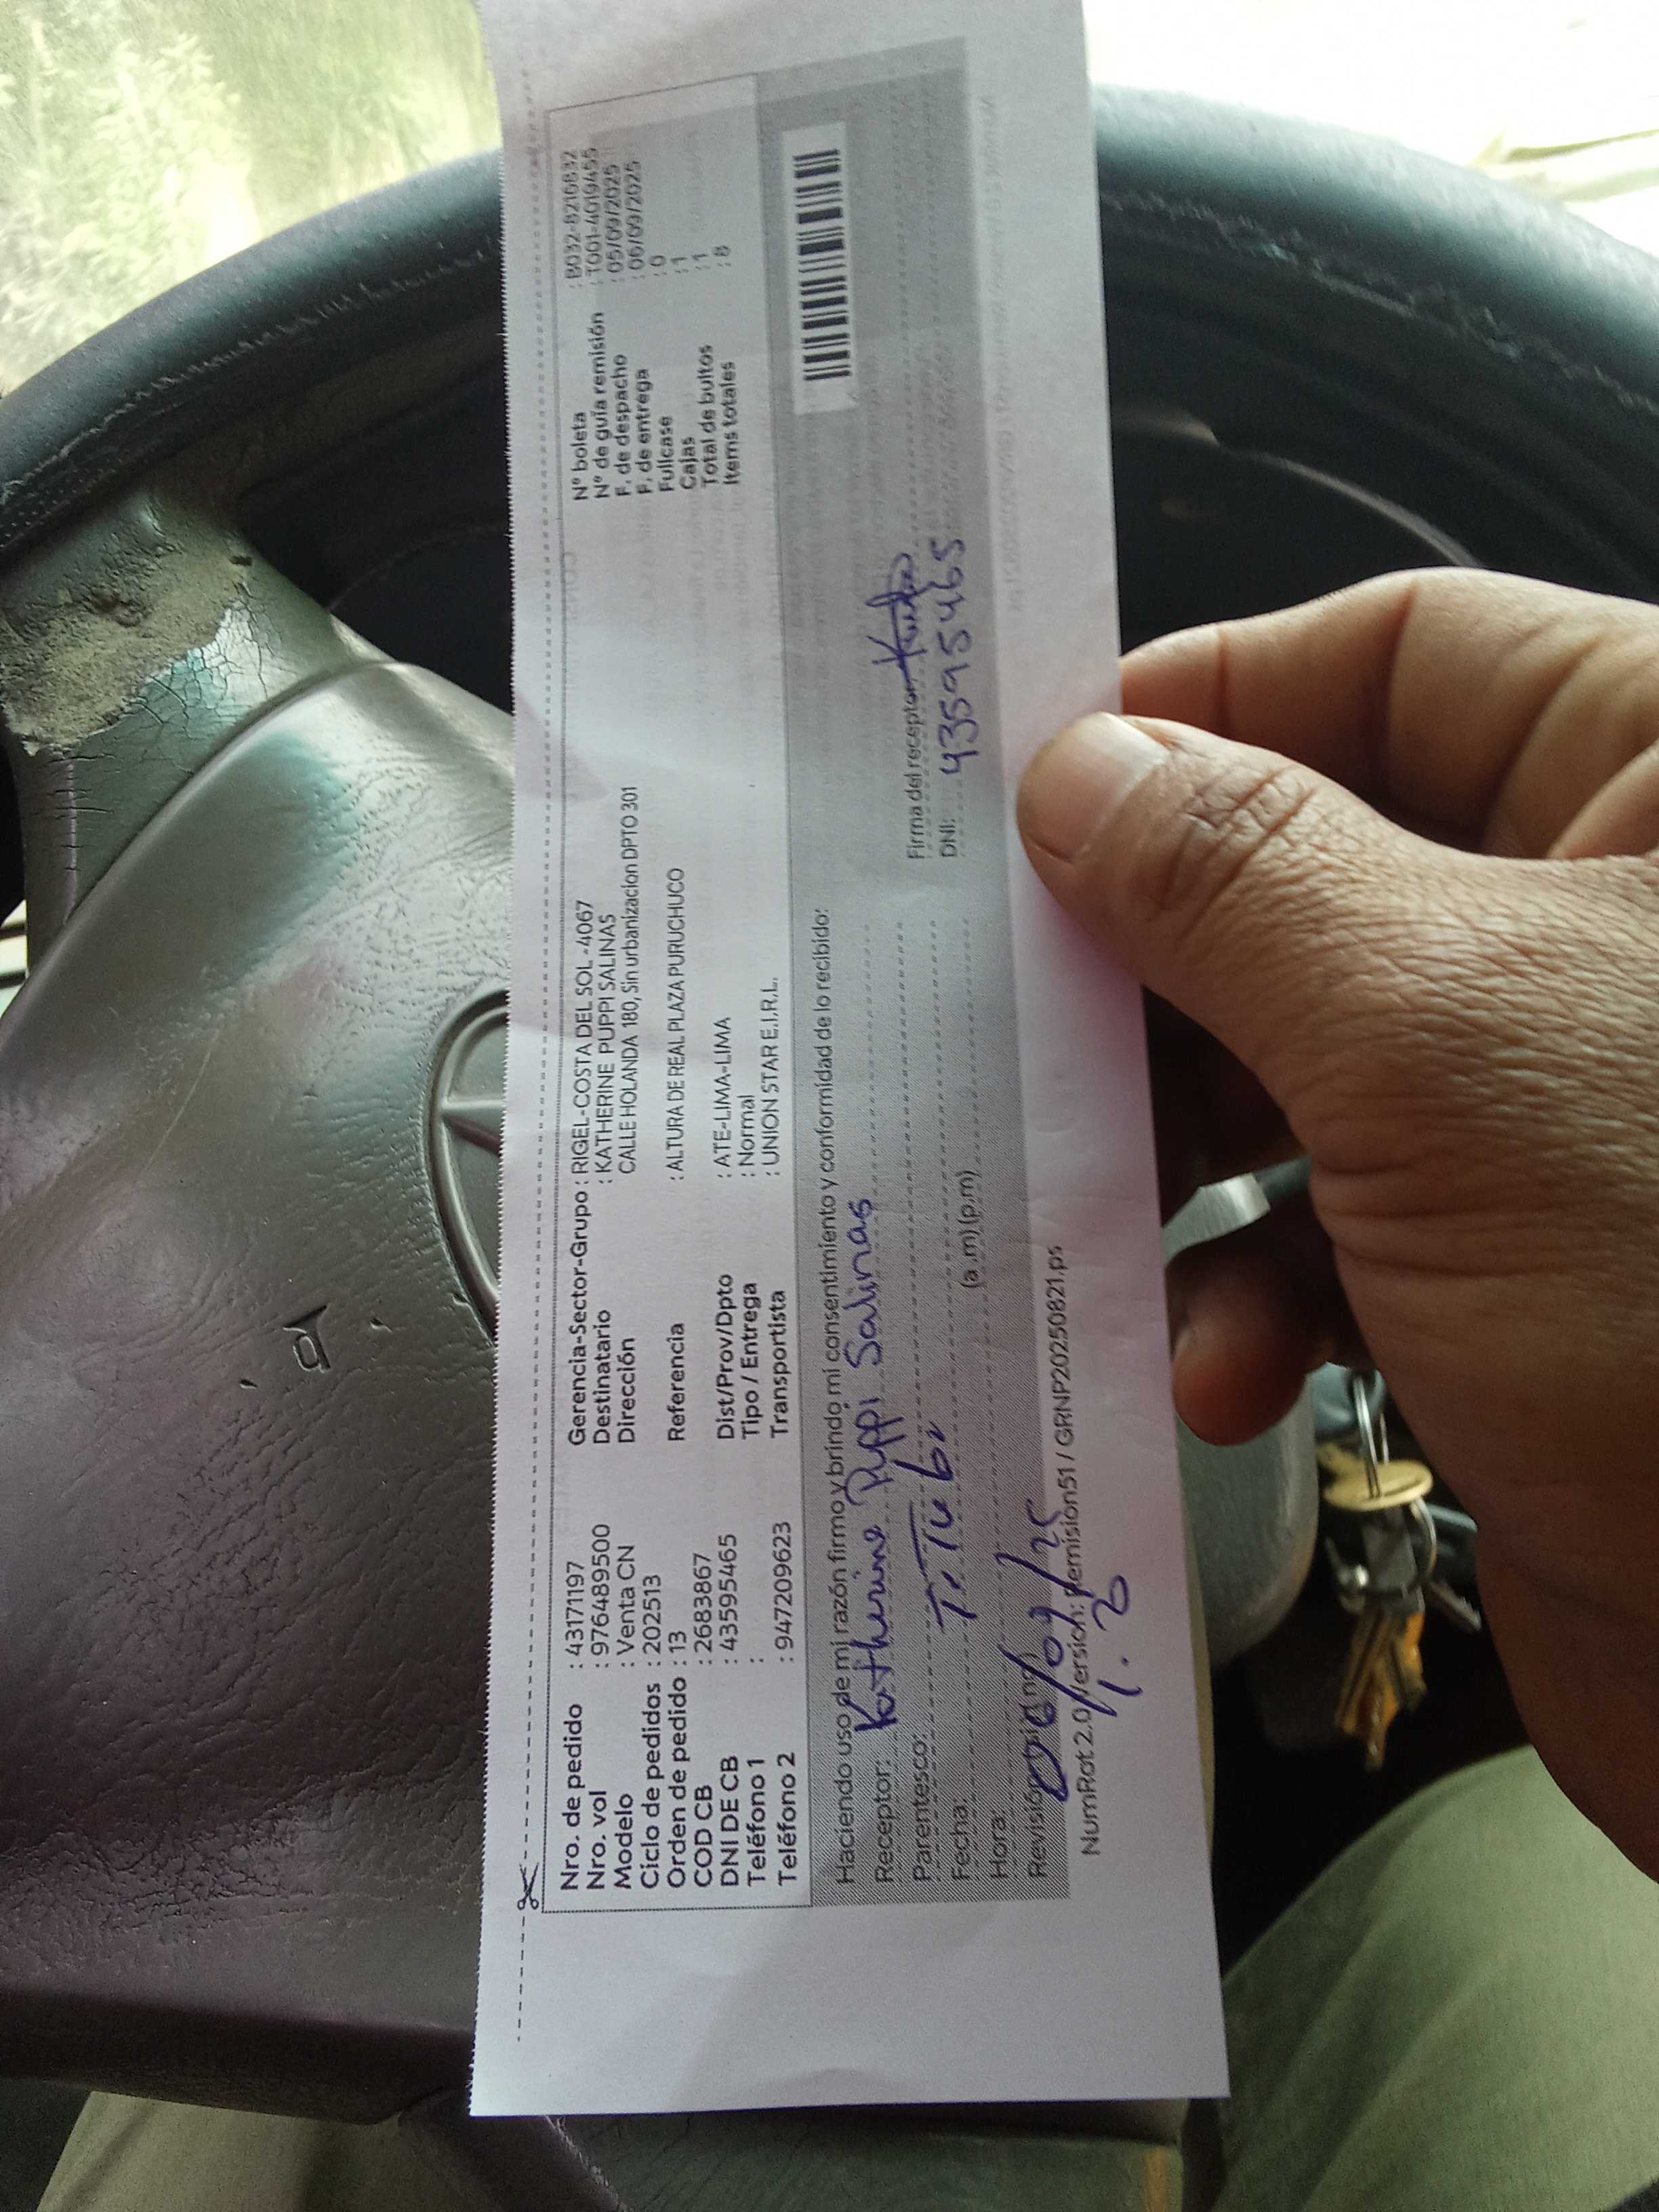 Nro. de pedido : 43171197
Nro. vol : 9764489500
Modelo : Venta CN
Ciclo de pedidos : 202513
Orden de pedido : 13
COD CB : 2683867
DNI DE CB : 43595465
Teléfono 1 :
Teléfono 2 : 947209623
Gerencia-Sector-Grupo : RIGEL-COSTA DEL SOL-4067
Destinatario : KATHERINE PUPPI SALINAS
Dirección CALLE HOLANDA 180, Sin urbanizacion DPTO 301
Referencia : ALTURA DE REAL PLAZA PURUCHUCO
Dist/Prov/Dpto : ATE-LIMA-LIMA
Tipo / Entrega : Normal
Transportista : UNION STAR E.I.R.L.
N° boleta : B032-8216832
N° de guía remisión : T001-4019455
F. de despacho : 05/09/2025
F. de entrega : 06/09/2025
Fullcase : 0
Cajas : 1
Total de bultos : 1
Items totales : 8
Haciendo uso de mi razón firmo y brindo mi consentimiento y conformidad de lo recibido:
Receptor: Katherine Puppi Salinas
Parentesco: TiTular
Fecha: 06/09/25
Hora: (a.m)(p.m)
Firma del receptor
DNI: 43595465
NumRot 2.0 Versión: Remision51 / GRNP20250821.ps